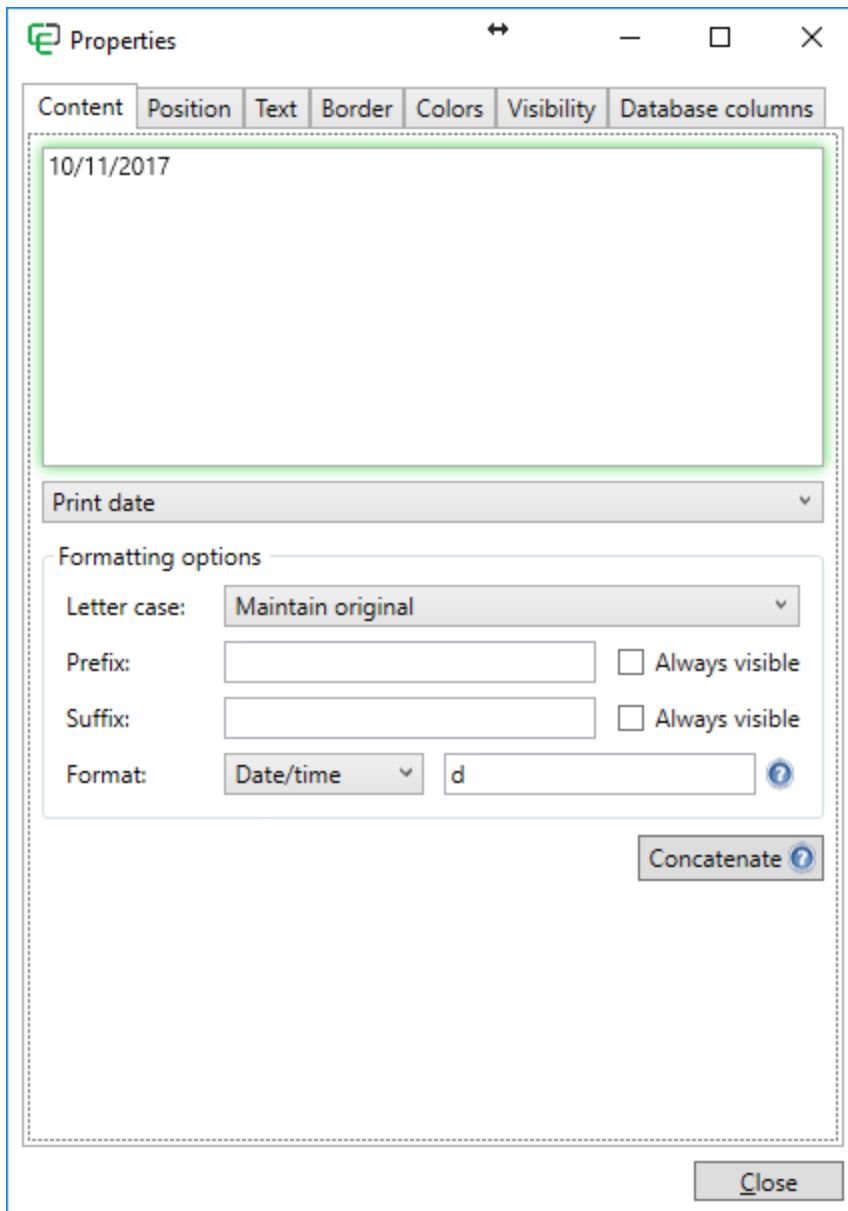 Properties
Content Position Text Border Colors Visibility Database columns
10/11/2017
Print date
Formatting options
Letter case: Maintain original
Prefix: Always visible
Suffix: Always visible
Format: Date/time d
Concatenate
Close